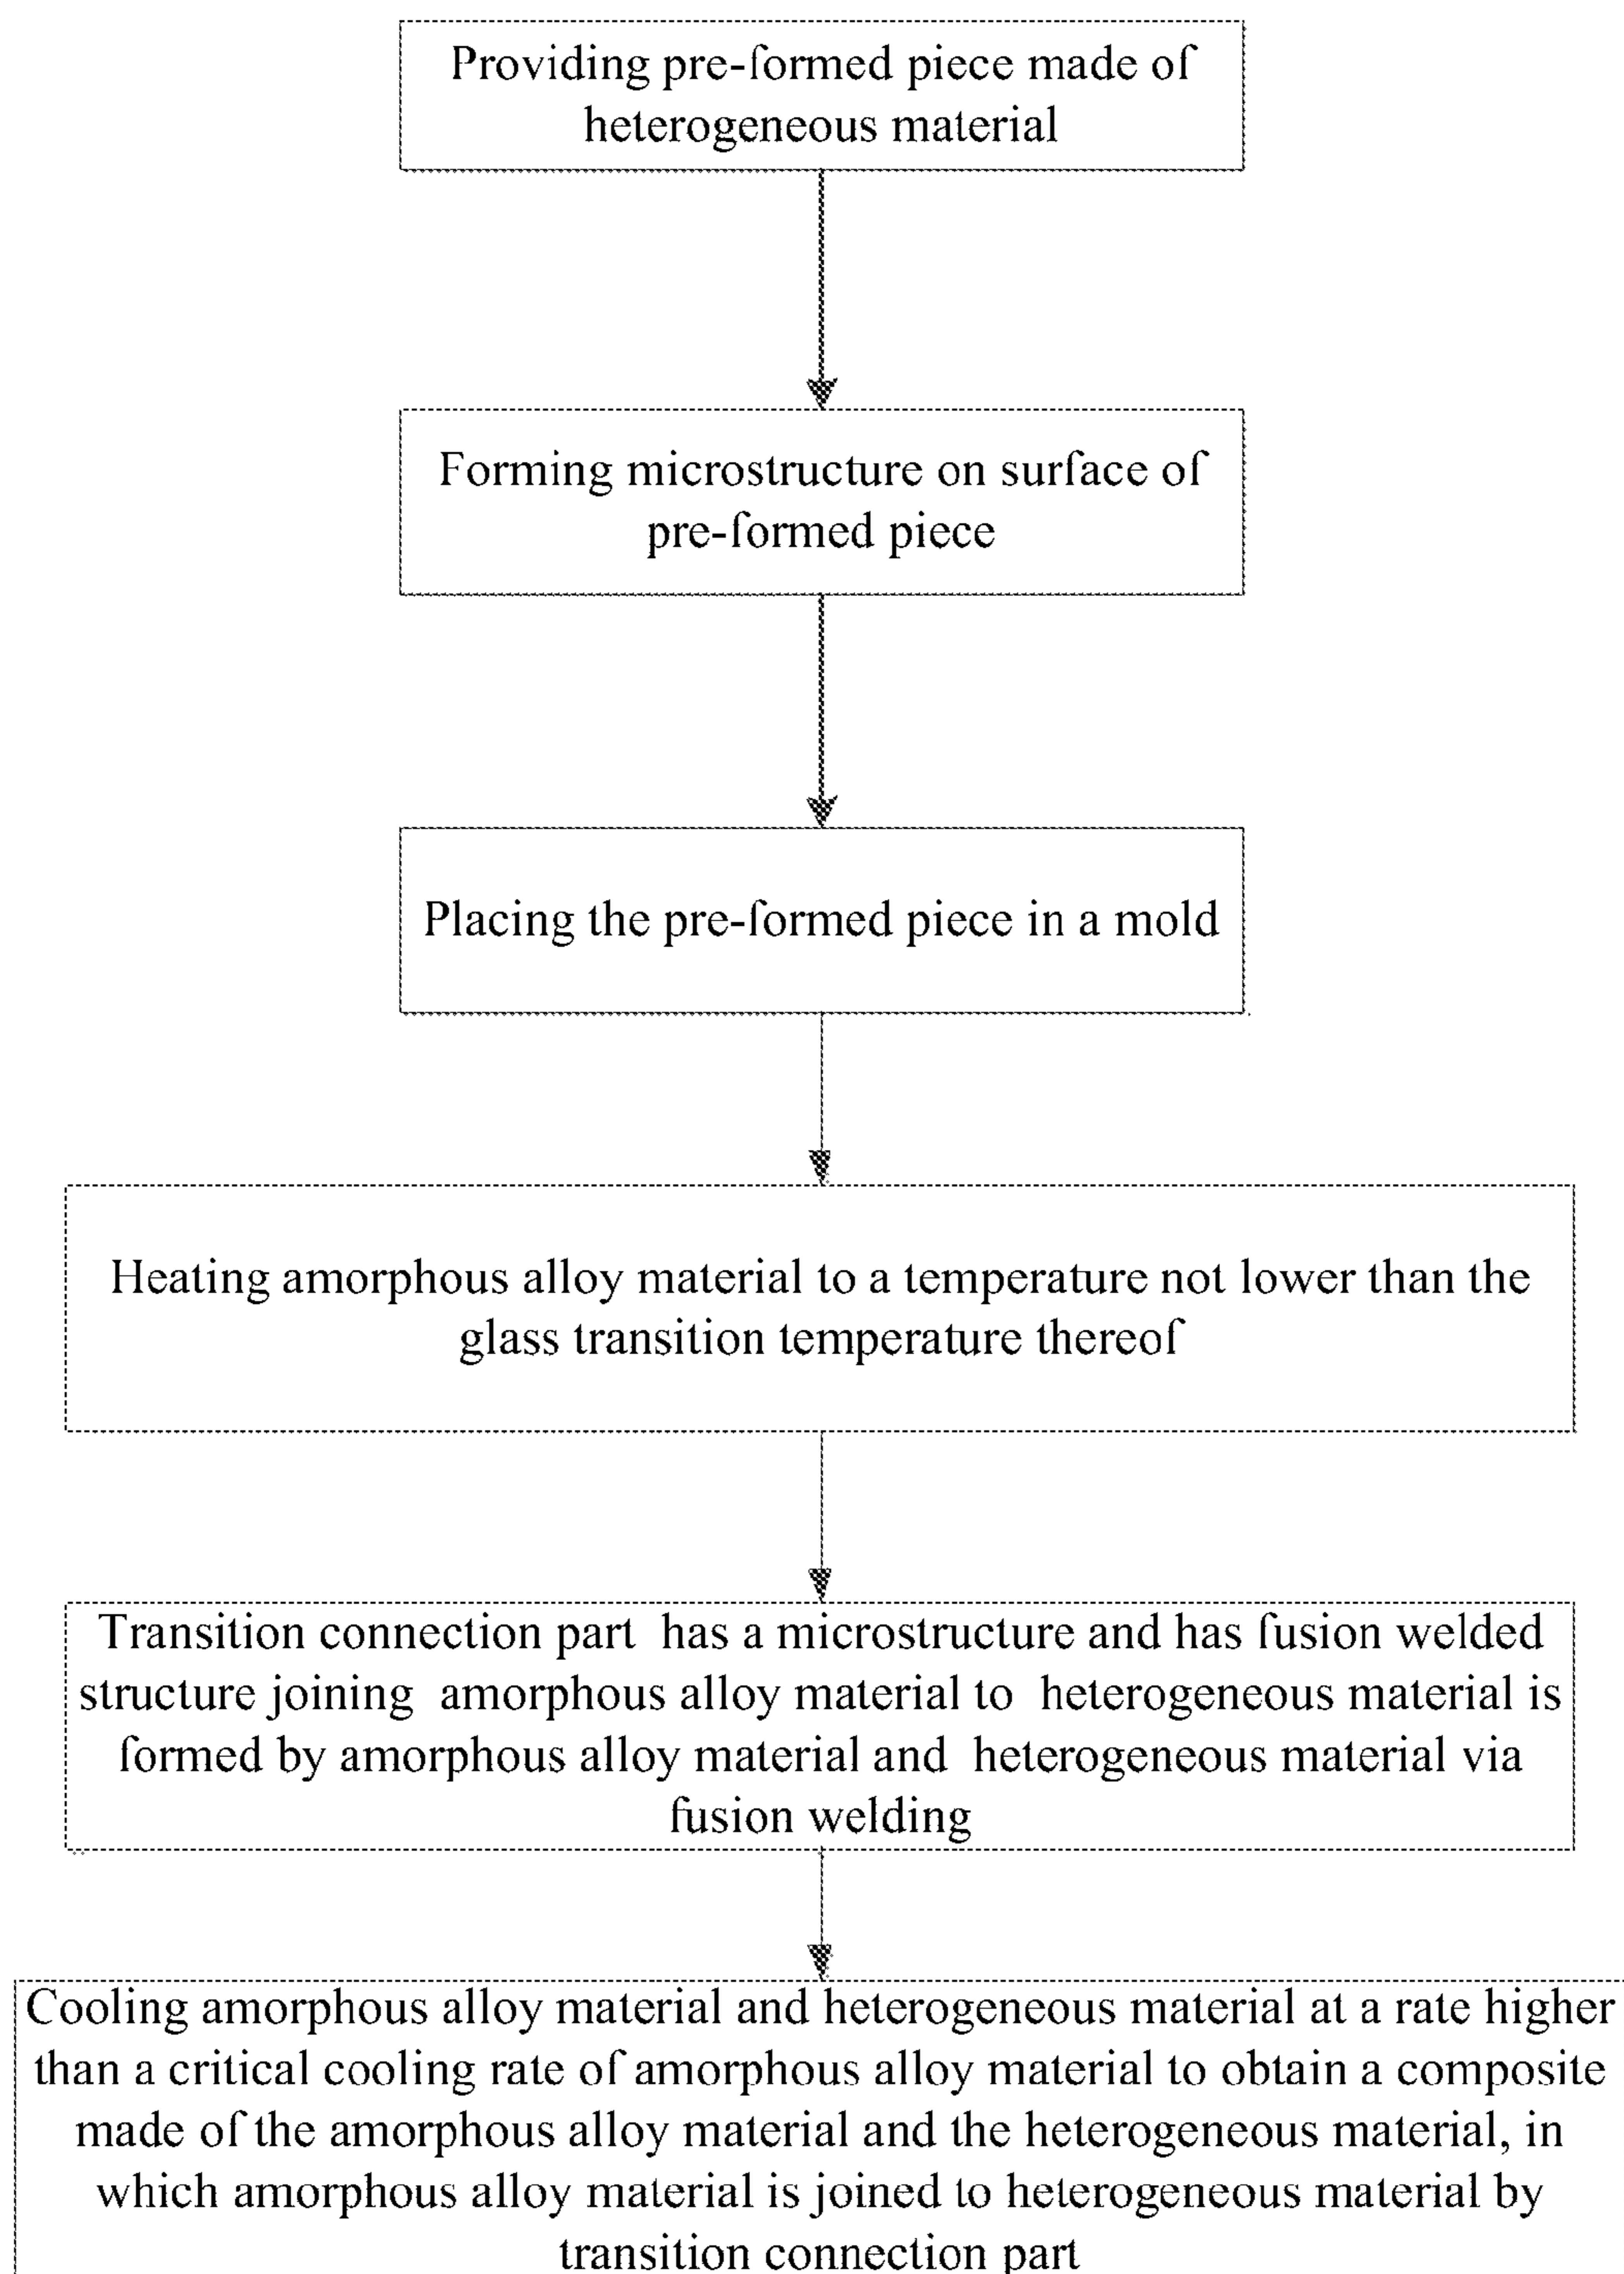 Providing pre-formed piece made of
heterogeneous material
Forming microstructure on surface of
pre-formed piece
Placing the pre-formed piece in a mold
Heating amorphous alloy material to a temperature not lower than the
glass transition temperature thereof
Transition connection part has a microstructure and has fusion welded
structure joining amorphous alloy material to heterogeneous material is
formed by amorphous alloy material and heterogeneous material via
fusion welding
Cooling amorphous alloy material and heterogeneous material at a rate higher
than a critical cooling rate of amorphous alloy material to obtain a composite
made of the amorphous alloy material and the heterogeneous material, in
which amorphous alloy material is joined to heterogeneous material by
transition connection part